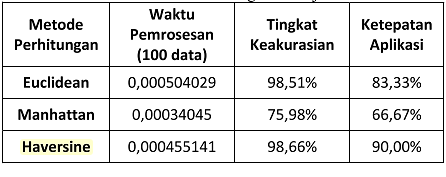 Metode Perhitungan | Waktu Pemrosesan (100 data) | Tingkat Keakurasian | Ketepatan Aplikasi
Euclidean | 0,000504029 | 98,51% | 83,33%
Manhattan | 0,00034045 | 75,98% | 66,67%
Haversine | 0,000455141 | 98,66% | 90,00%